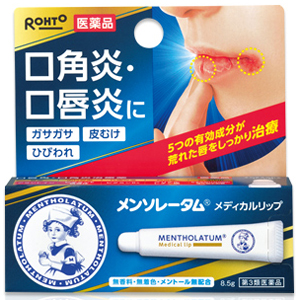 ROHTO 医薬品
口角炎・
口唇炎に
ガサガサ 皮むけ
ひびわれ
5つの有効成分が
荒れた唇をしっかり治療
メンソレータム® メディカルリップ
MENTHOLATUM®
Medical lip
無香料・無着色・メントール無配合
8.5g 第3類医薬品
MENTHOLATUM
MENTHOLATUM
MENTHOLATUM